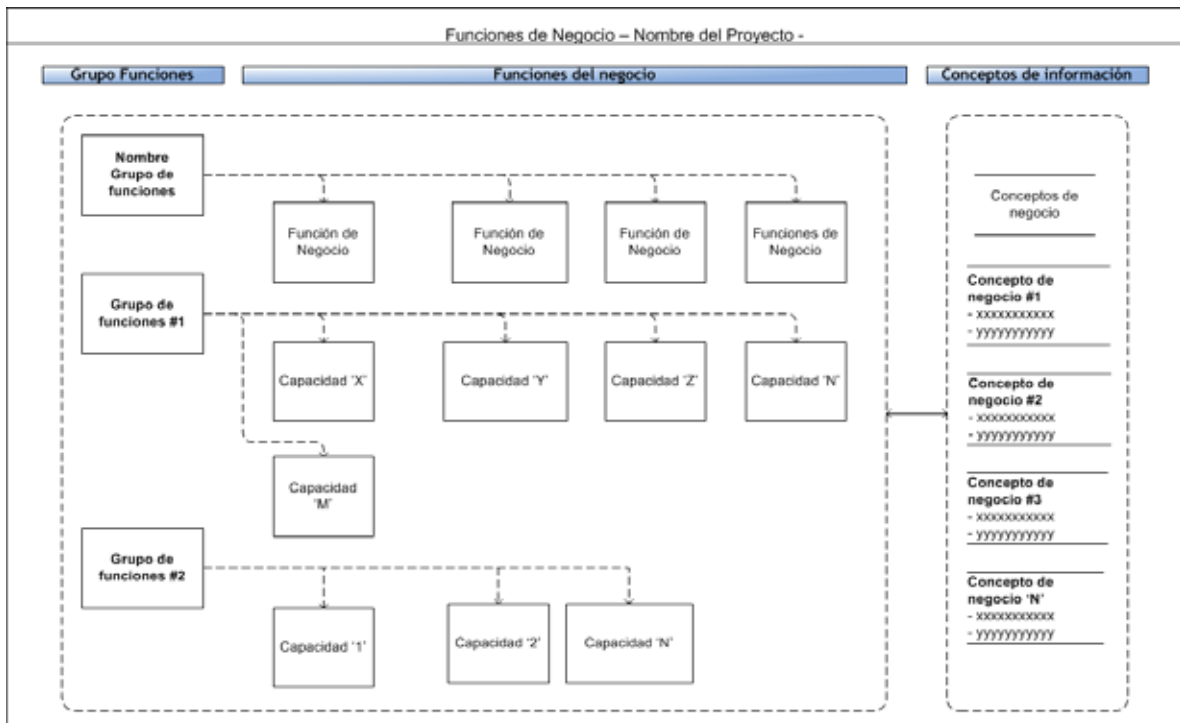 Funciones de Negocio – Nombre del Proyecto -
Grupo Funciones
Funciones del negocio
Conceptos de información
Nombre
Grupo de
funciones
Función de
Negocio
Función de
Negocio
Función de
Negocio
Funciones de
Negocio
Grupo de
funciones #1
Capacidad 'X'
Capacidad 'Y'
Capacidad 'Z'
Capacidad 'N'
Capacidad
'M'
Grupo de
funciones #2
Capacidad '1'
Capacidad '2'
Capacidad 'N'
Conceptos de
negocio
Concepto de
negocio #1
- xxxxxxxxxxx
- yyyyyyyyyyy
Concepto de
negocio #2
- xxxxxxxxxxx
- yyyyyyyyyyy
Concepto de
negocio #3
- xxxxxxxxxxx
- yyyyyyyyyyy
Concepto de
negocio 'N'
- xxxxxxxxxxx
- yyyyyyyyyyy